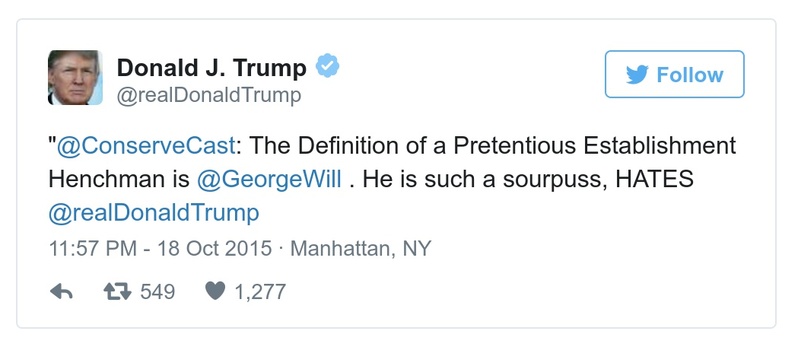 Donald J. Trump
@realDonaldTrump
Follow
"@ConserveCast: The Definition of a Pretentious Establishment
Henchman is @GeorgeWill . He is such a sourpuss, HATES
@realDonaldTrump
11:57 PM - 18 Oct 2015 · Manhattan, NY
549 1,277